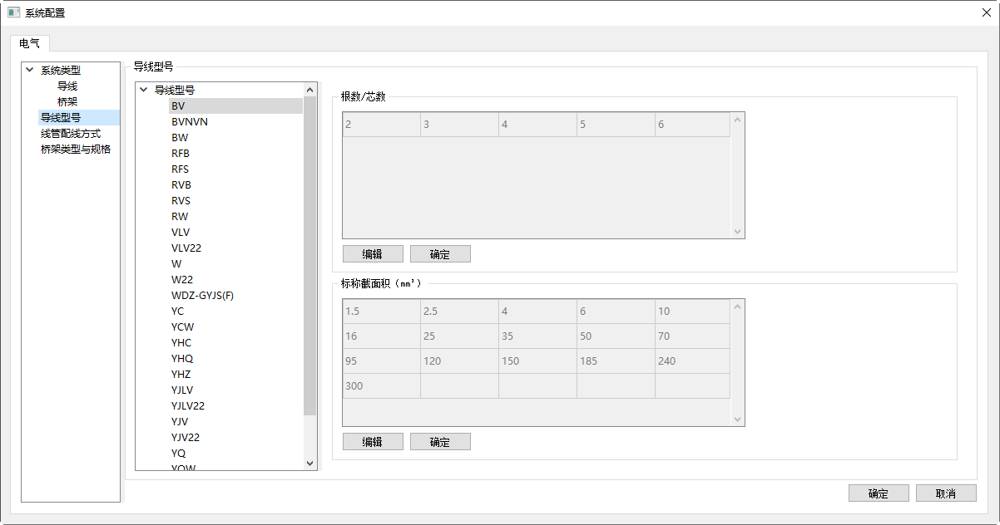 系统配置
电气
系统类型
导线
桥架
导线型号
线管配线方式
桥架类型与规格
导线型号
导线型号
BV
BVNVN
BW
RFB
RFS
RVB
RVS
RW
VLV
VLV22
W
W22
WDZ-GYJS(F)
YC
YCW
YHC
YHQ
YHZ
YJLV
YJLV22
YJV
YJV22
YQ
YQW
根数/芯数
2 3 4 5 6
编辑 确定
标称截面积（mm²）
1.5 2.5 4 6 10
16 25 35 50 70
95 120 150 185 240
300
编辑 确定
确定 取消